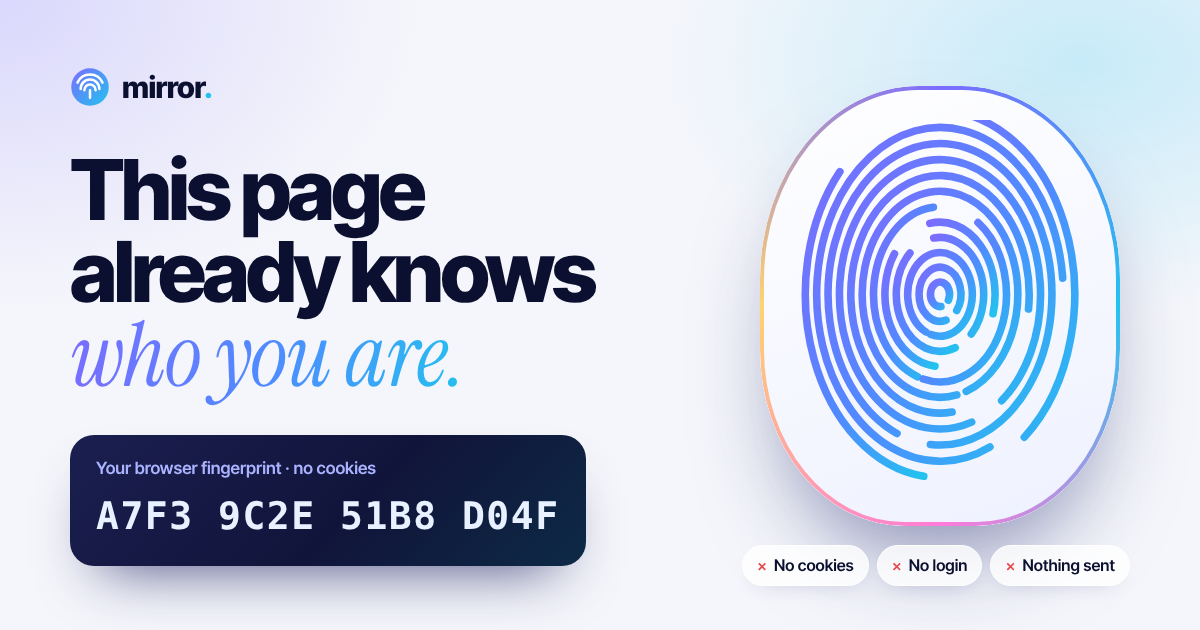 mirror.
This page
already knows
who you are.
Your browser fingerprint · no cookies
A7F3 9C2E 51B8 D04F
× No cookies
× No login
× Nothing sent